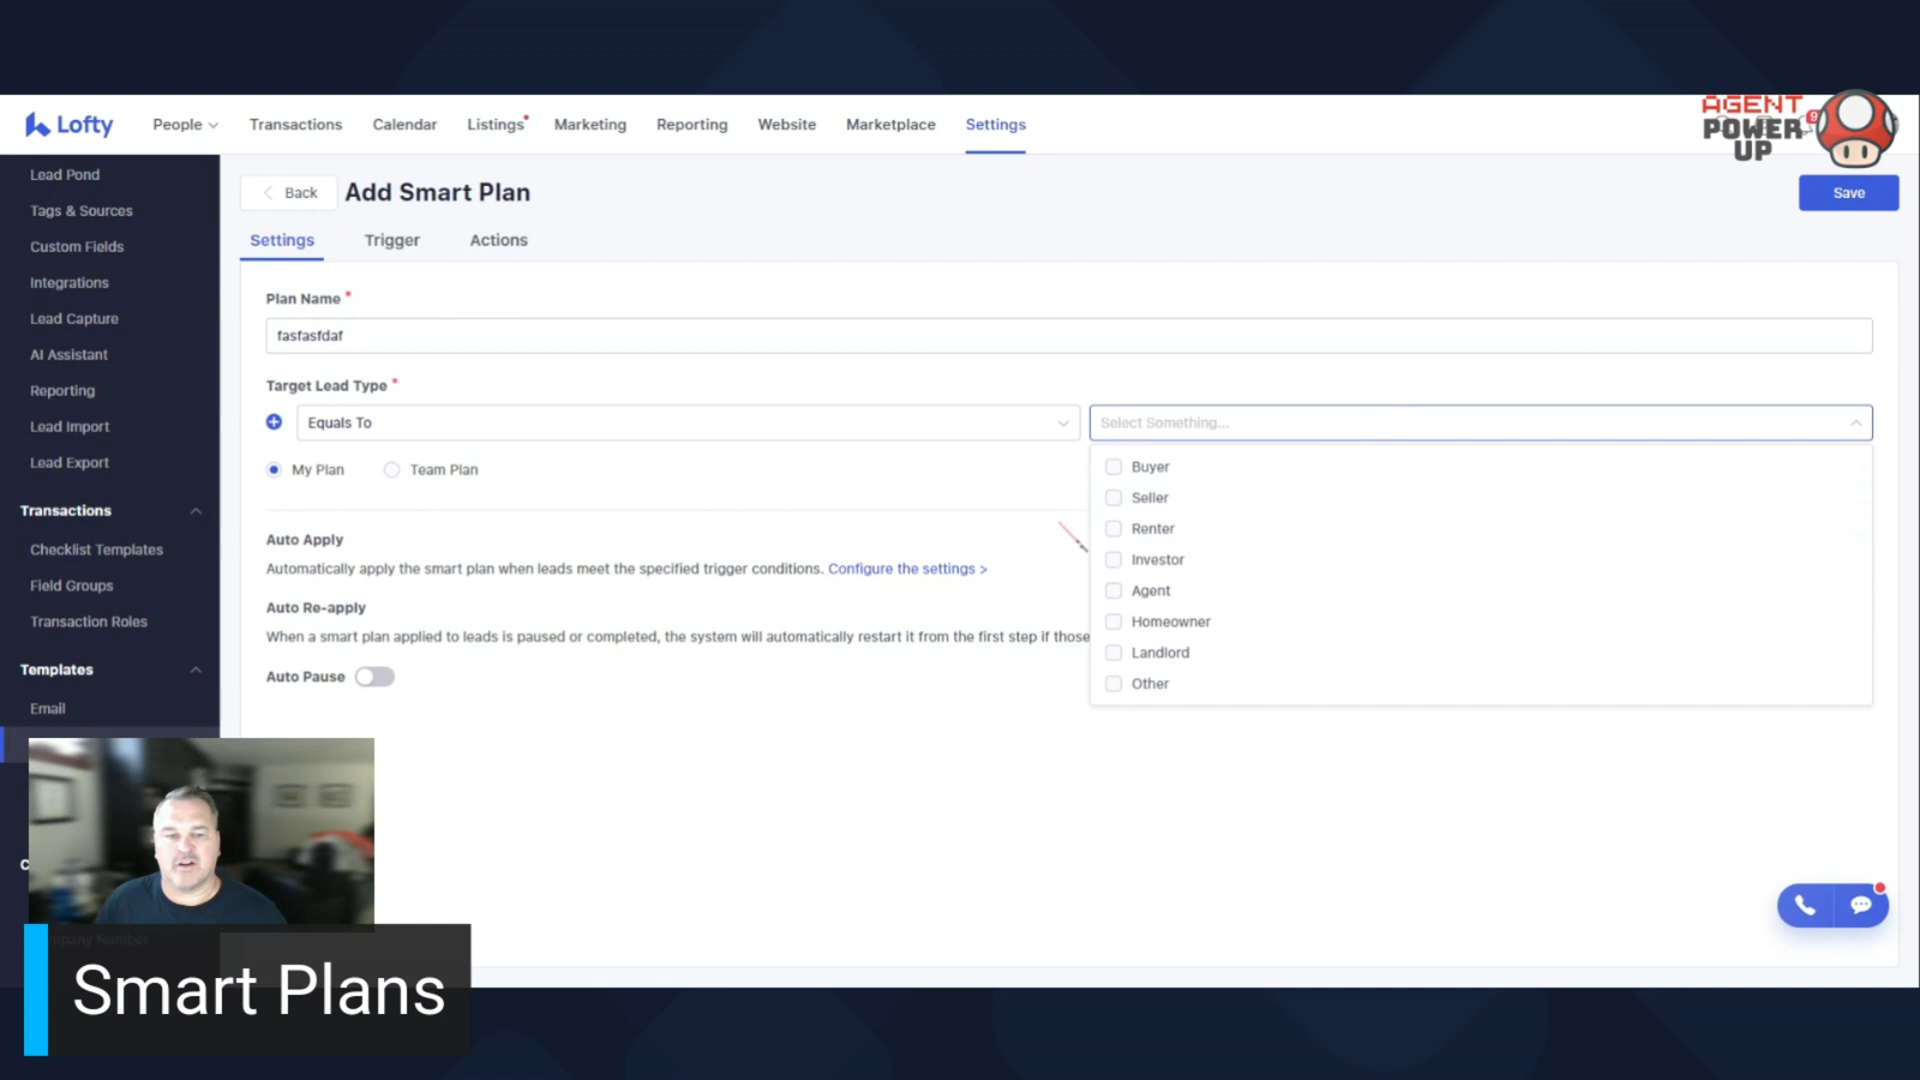 Lofty
People
Transactions
Calendar
Listings
Marketing
Reporting
Website
Marketplace
Settings
AGENT
POWER
UP
9
Lead Pond
Tags & Sources
Custom Fields
Integrations
Lead Capture
AI Assistant
Reporting
Lead Import
Lead Export
Transactions
Checklist Templates
Field Groups
Transaction Roles
Templates
Email
Back
Add Smart Plan
Save
Settings
Trigger
Actions
Plan Name *
fasfasfdaf
Target Lead Type *
Equals To
Select Something...
My Plan
Team Plan
Buyer
Seller
Renter
Investor
Agent
Homeowner
Landlord
Other
Auto Apply
Automatically apply the smart plan when leads meet the specified trigger conditions. Configure the settings >
Auto Re-apply
When a smart plan applied to leads is paused or completed, the system will automatically restart it from the first step if those
Auto Pause
Number
Smart Plans